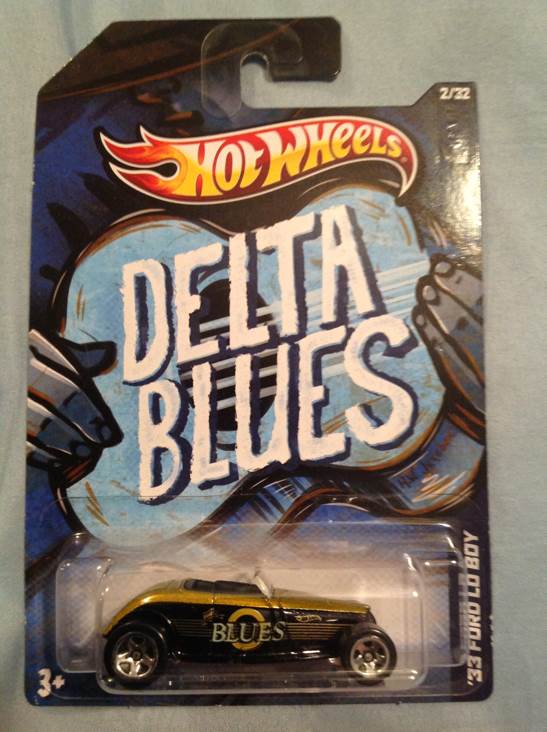 2/32
HOT WHEELS
DELTA
BLUES
BLUES
'33 FORD LO BOY
3+